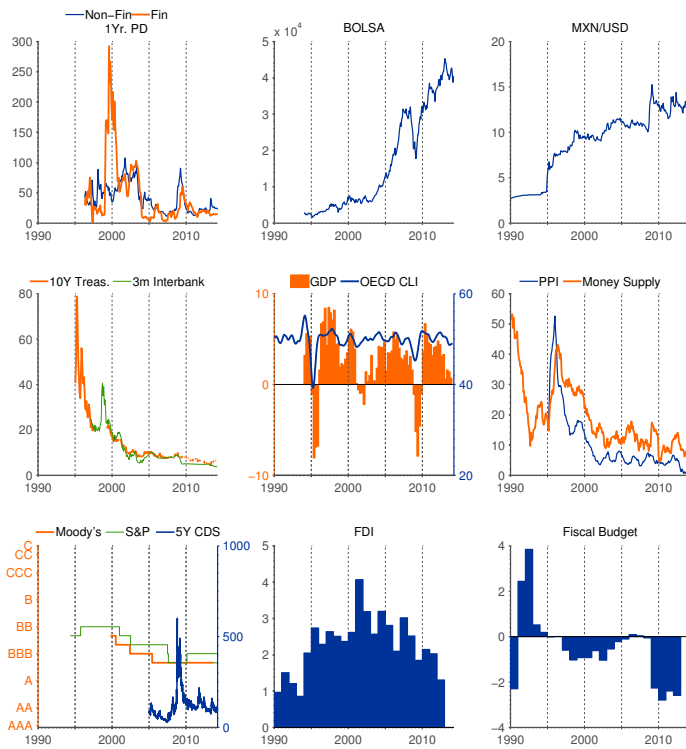 Non-Fin Fin
1Yr. PD
300
250
200
150
100
50
0
1990 2000 2010
BOLSA
x 10^4
5
4
3
2
1
0
1990 2000 2010
MXN/USD
20
15
10
5
0
1990 2000 2010
10Y Treas. 3m Interbank
80
60
40
20
0
1990 2000 2010
GDP OECD CLI
10 60
0 40
−10 20
1990 2000 2010
PPI Money Supply
60
50
40
30
20
10
0
1990 2000 2010
Moody's S&P 5Y CDS
C
CC
CCC
B
BB
BBB
A
AA
AAA
1000
500
0
1990 2000 2010
FDI
5
4
3
2
1
0
1990 2000 2010
Fiscal Budget
4
2
0
−2
−4
1990 2000 2010